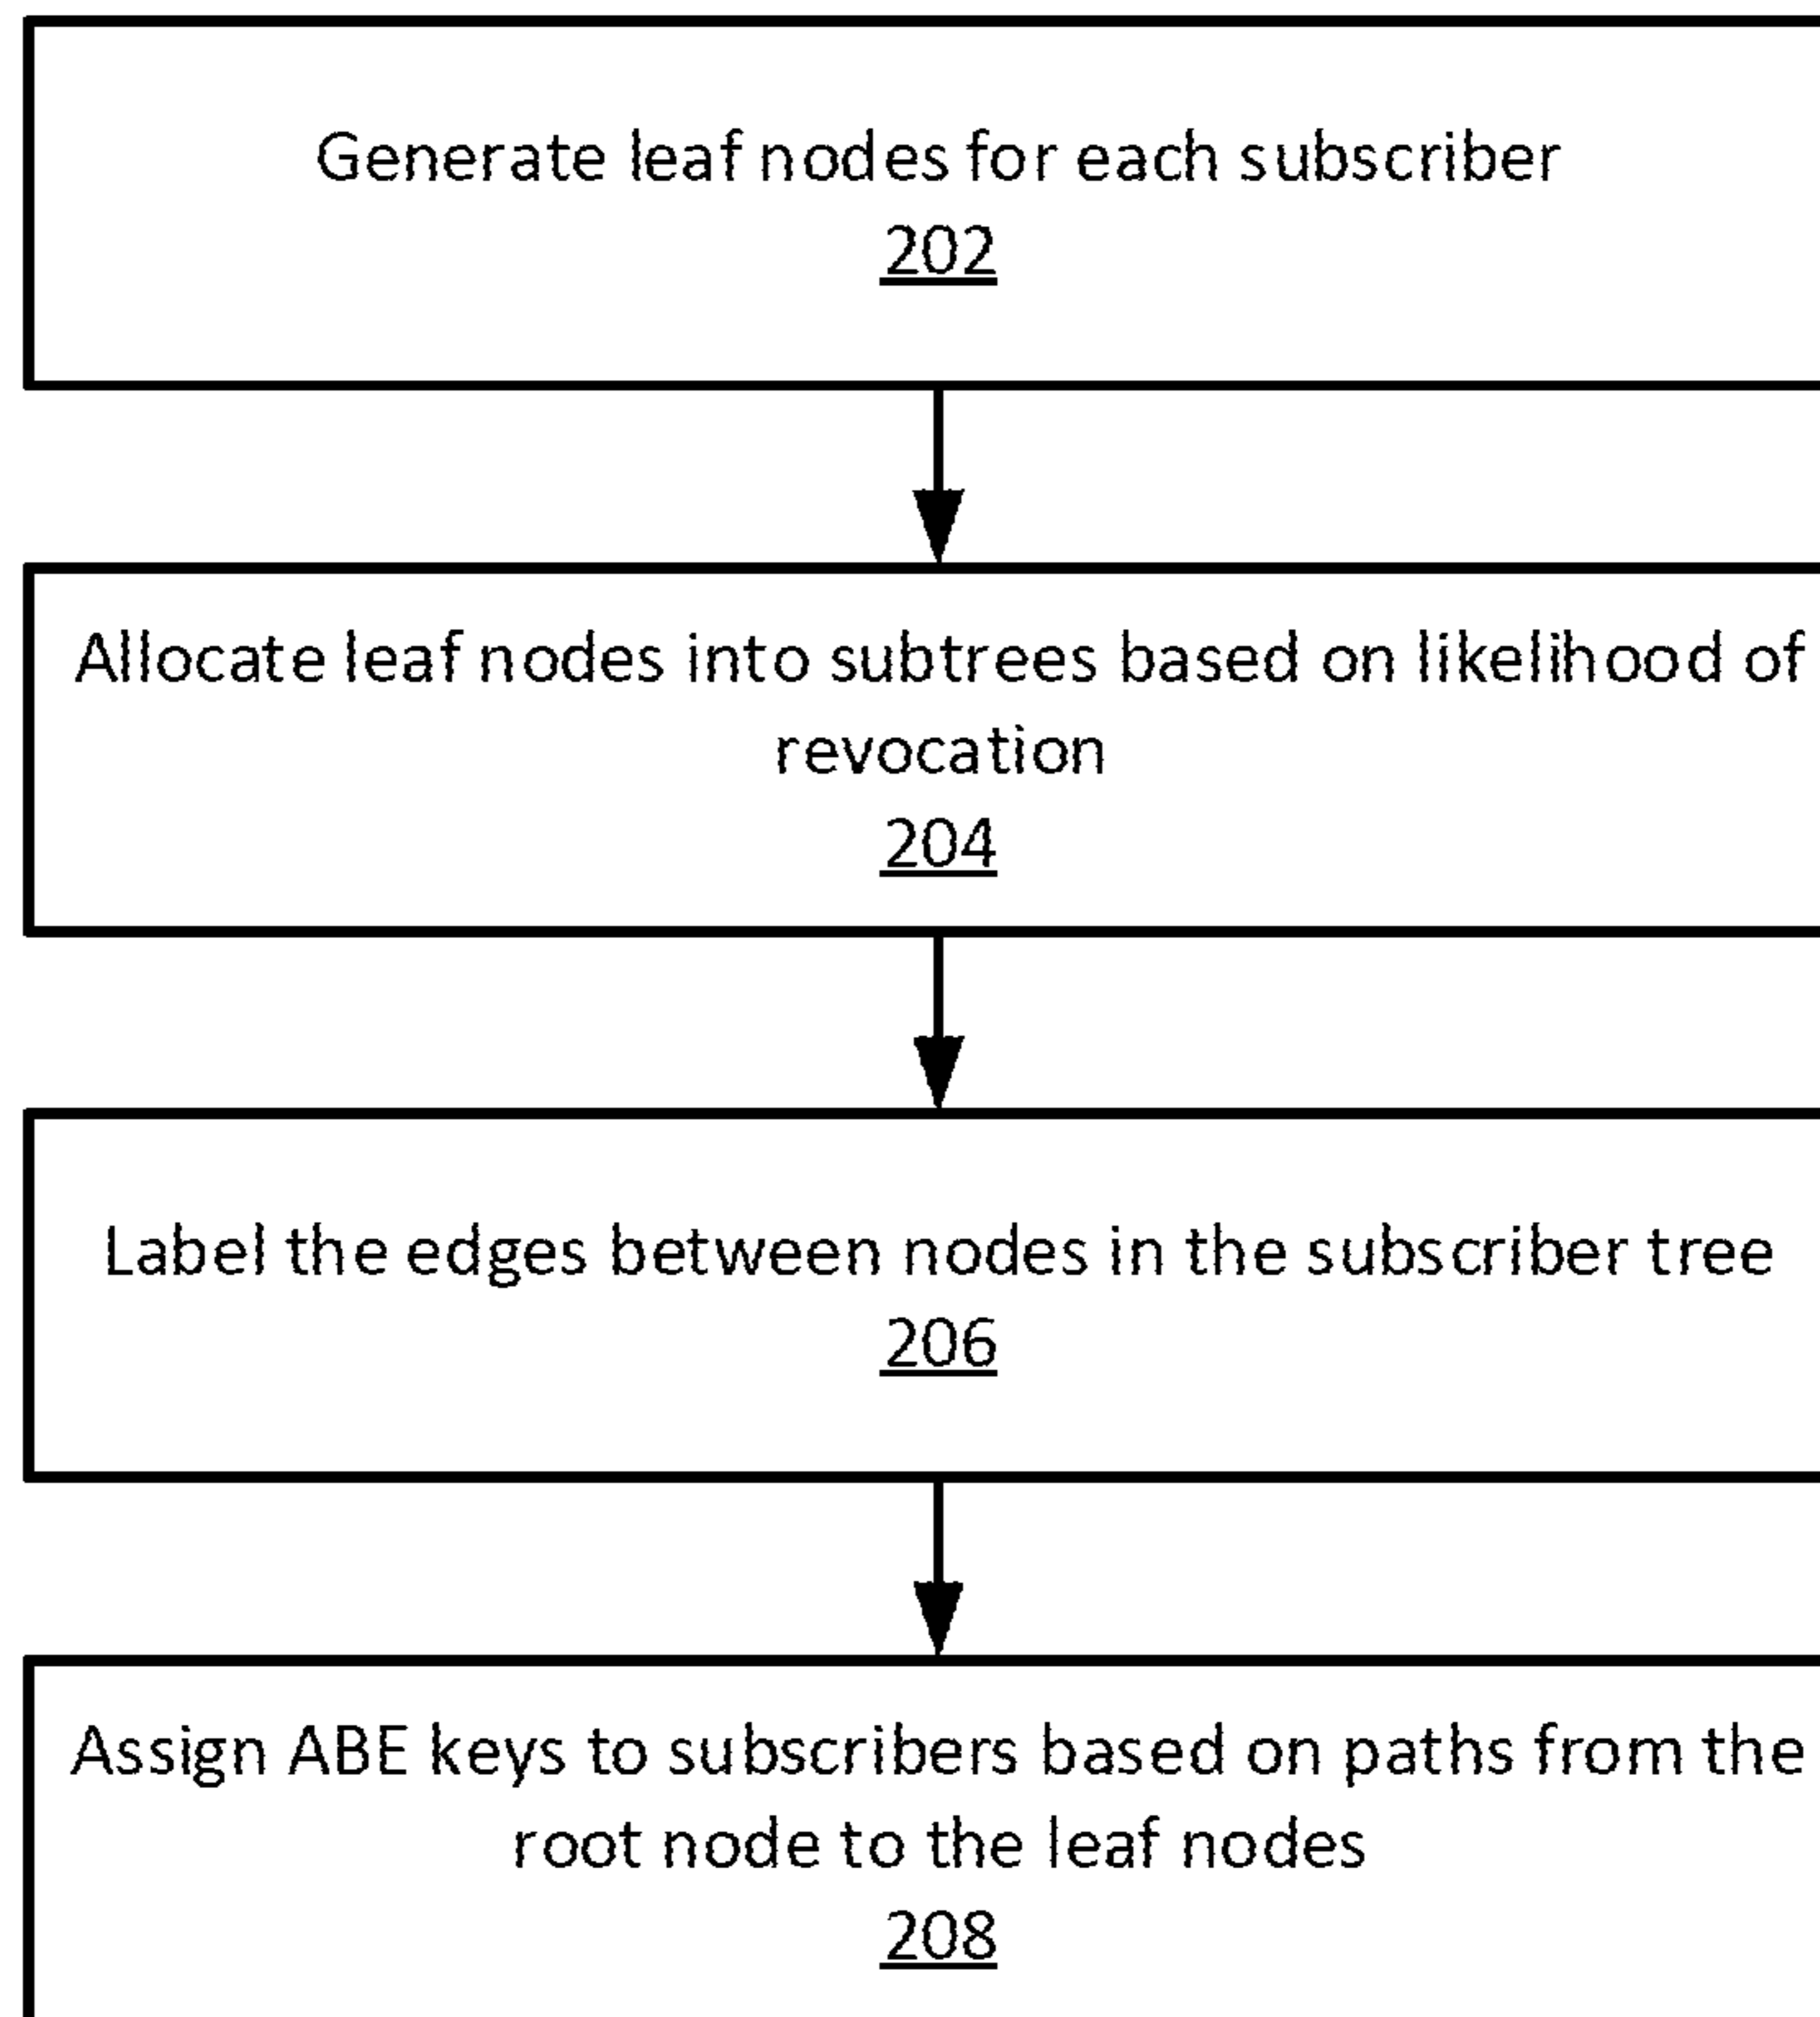 Generate leaf nodes for each subscriber
202
Allocate leaf nodes into subtrees based on likelihood of
revocation
204
Label the edges between nodes in the subscriber tree
206
Assign ABE keys to subscribers based on paths from the
root node to the leaf nodes
208